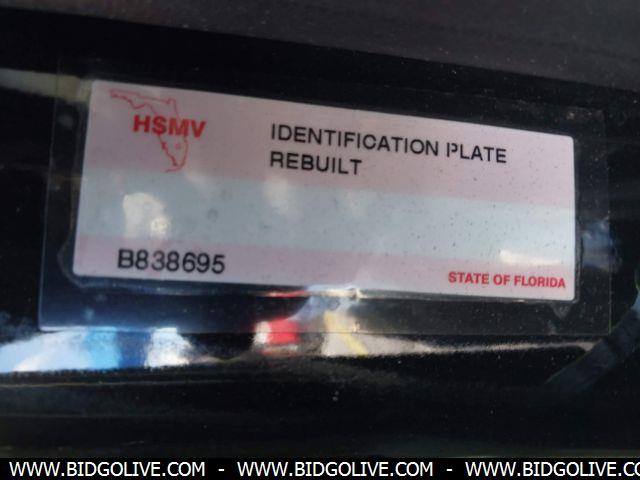 HSMV
IDENTIFICATION PLATE
REBUILT
B838695
STATE OF FLORIDA
WWW.BIDGOLIVE.COM - WWW.BIDGOLIVE.COM - WWW.BIDGOLIVE.COM